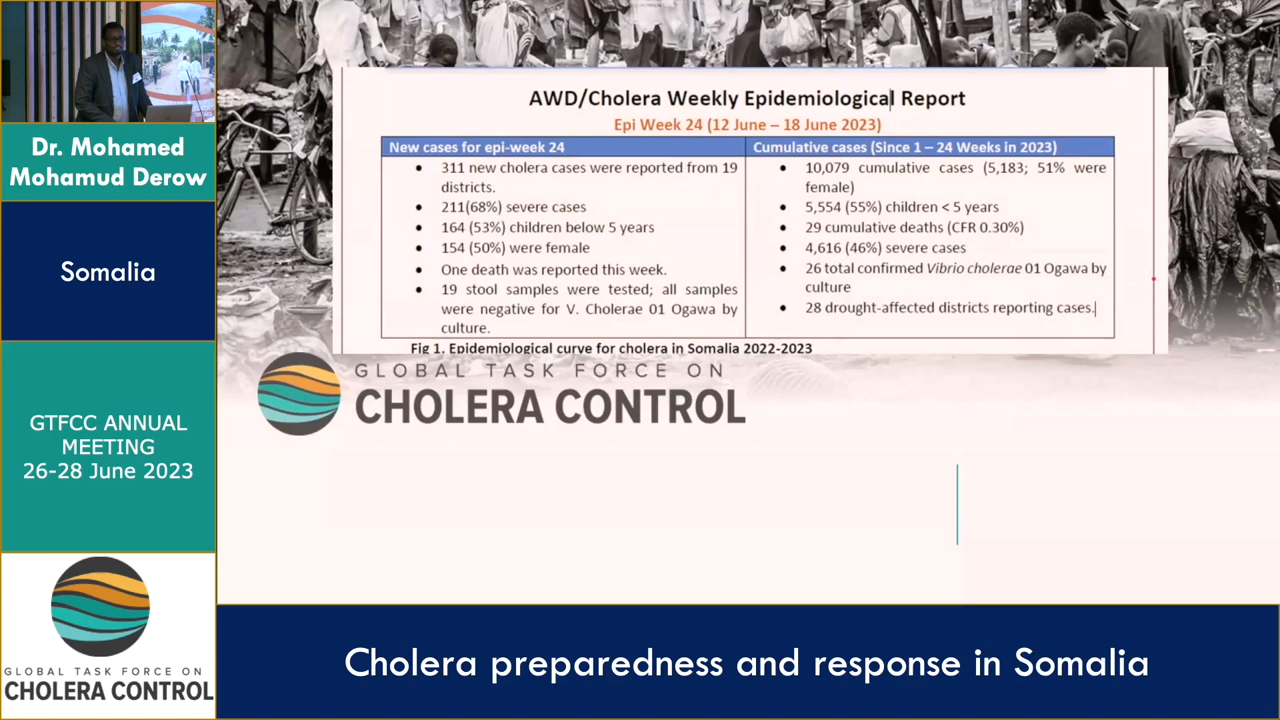 Dr. Mohamed
Mohamud Derow
Somalia
GTFCC ANNUAL
MEETING
26-28 June 2023
GLOBAL TASK FORCE ON
CHOLERA CONTROL
AWD/Cholera Weekly Epidemiological Report
Epi Week 24 (12 June – 18 June 2023)
New cases for epi-week 24
• 311 new cholera cases were reported from 19
districts.
• 211(68%) severe cases
• 164 (53%) children below 5 years
• 154 (50%) were female
• One death was reported this week.
• 19 stool samples were tested; all samples
were negative for V. Cholerae 01 Ogawa by
culture.
Cumulative cases (Since 1 – 24 Weeks in 2023)
• 10,079 cumulative cases (5,183; 51% were
female)
• 5,554 (55%) children < 5 years
• 29 cumulative deaths (CFR 0.30%)
• 4,616 (46%) severe cases
• 26 total confirmed Vibrio cholerae 01 Ogawa by
culture
• 28 drought-affected districts reporting cases.
Fig 1. Epidemiological curve for cholera in Somalia 2022-2023
GLOBAL TASK FORCE ON
CHOLERA CONTROL
Cholera preparedness and response in Somalia